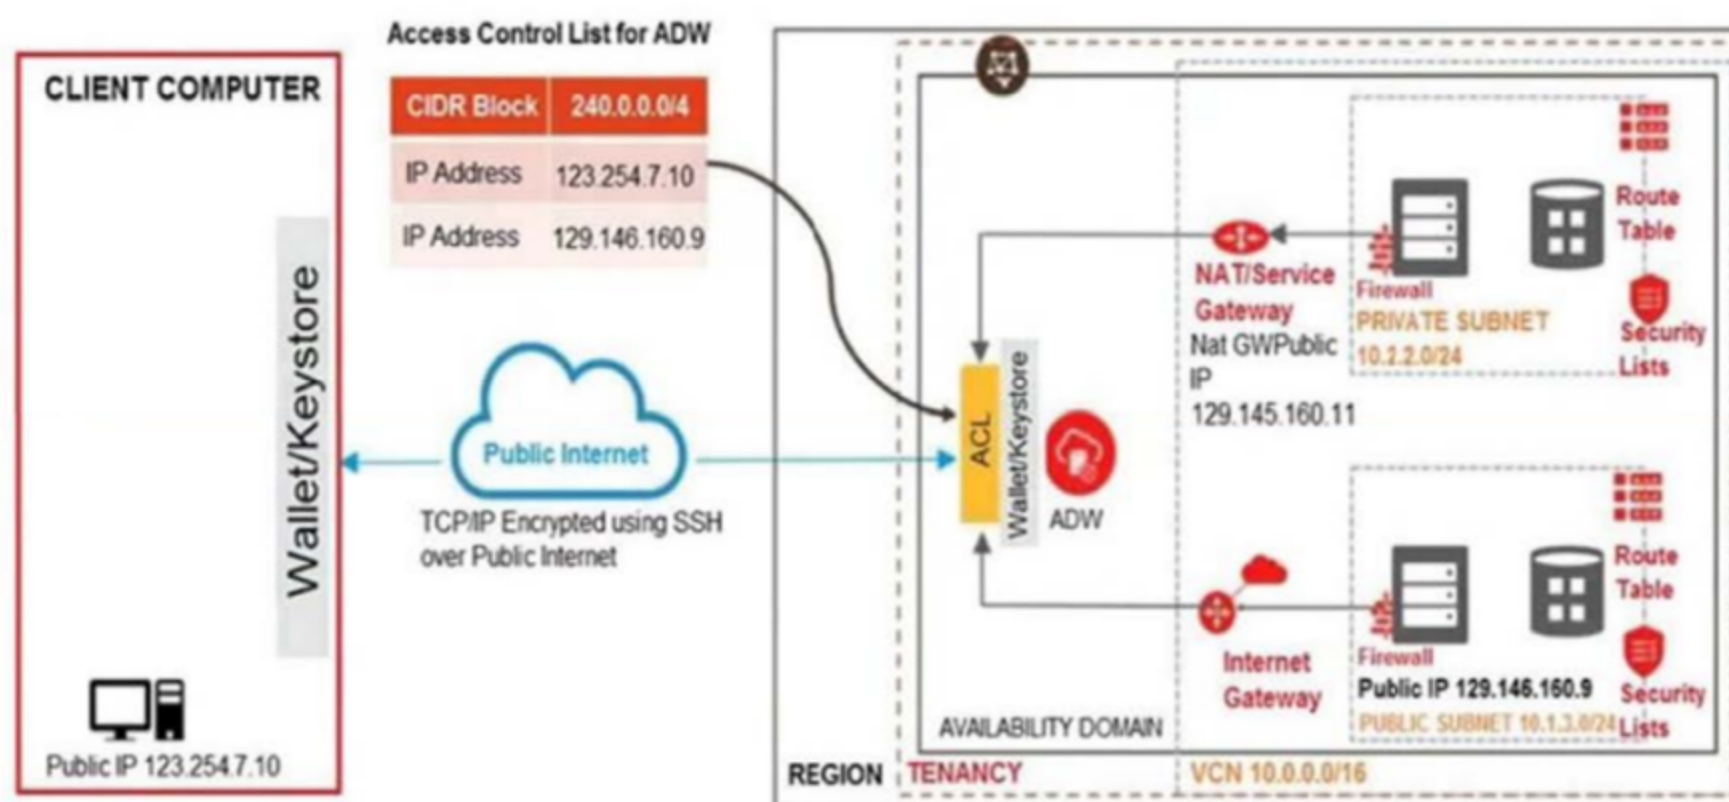 Access Control List for ADW
CLIENT COMPUTER
CIDR Block 240.0.0.0/4
IP Address 123.254.7.10
IP Address 129.146.160.9
Wallet/Keystore
Public Internet
TCP/IP Encrypted using SSH
over Public Internet
Public IP 123.254.7.10
ACL
Wallet/Keystore
ADW
NAT/Service
Gateway
Nat GWPublic
IP
129.145.160.11
Firewall
PRIVATE SUBNET
10.2.2.0/24
Route
Table
Security
Lists
Internet
Gateway
Firewall
Public IP 129.146.160.9
PUBLIC SUBNET 10.1.3.0/24
Route
Table
Security
Lists
AVAILABILITY DOMAIN
REGION
TENANCY
VCN 10.0.0.0/16